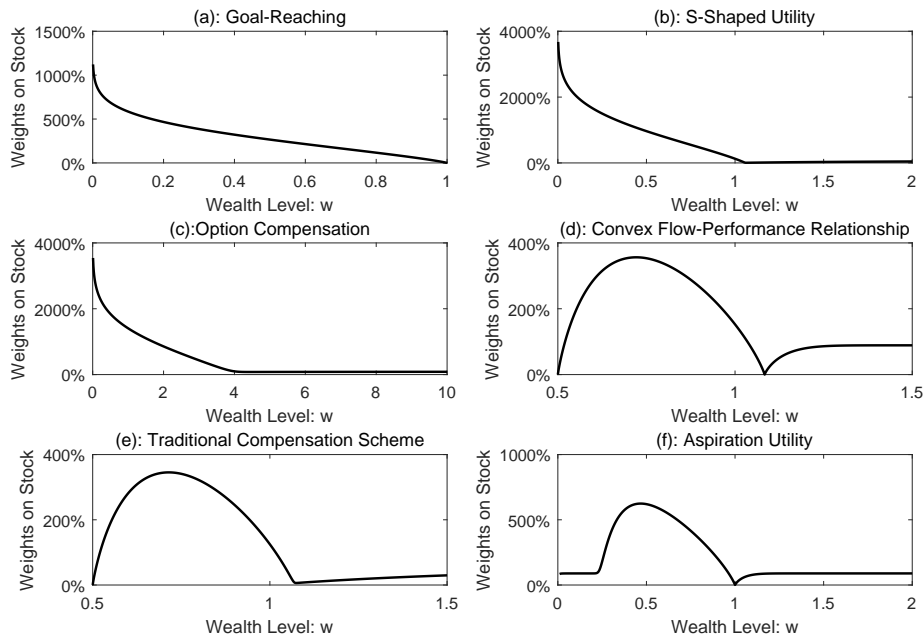 (a): Goal-Reaching
1500%
1000%
500%
0%
Weights on Stock
0 0.2 0.4 0.6 0.8 1
Wealth Level: w
(b): S-Shaped Utility
4000%
2000%
0%
Weights on Stock
0 0.5 1 1.5 2
Wealth Level: w
(c):Option Compensation
4000%
2000%
0%
Weights on Stock
0 2 4 6 8 10
Wealth Level: w
(d): Convex Flow-Performance Relationship
400%
200%
0%
Weights on Stock
0.5 1 1.5
Wealth Level: w
(e): Traditional Compensation Scheme
400%
200%
0%
Weights on Stock
0.5 1 1.5
Wealth Level: w
(f): Aspiration Utility
1000%
500%
0%
Weights on Stock
0 0.5 1 1.5 2
Wealth Level: w